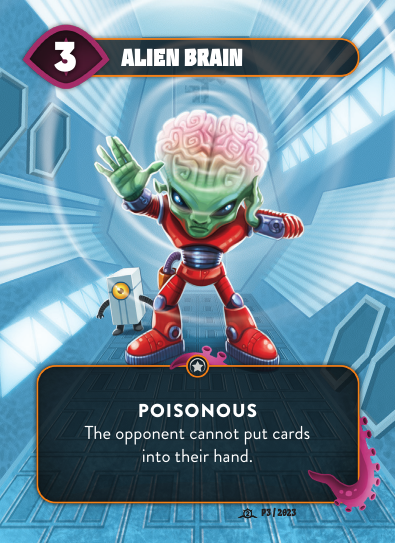 3
ALIEN BRAIN
POISONOUS
The opponent cannot put cards
into their hand.
P3 / 2023